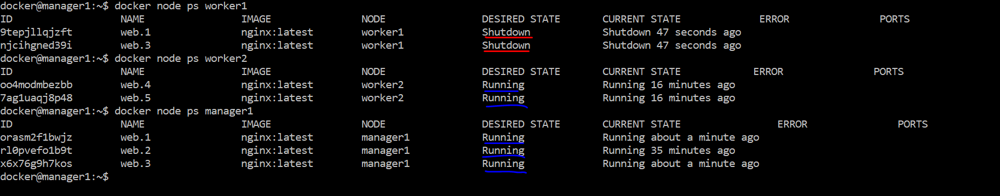 docker@manager1:~$ docker node ps worker1
ID                  NAME                IMAGE               NODE                DESIRED STATE       CURRENT STATE             ERROR               PORTS
9tepjllqjzft        web.1               nginx:latest        worker1             Shutdown            Shutdown 47 seconds ago
njcihgned39i        web.3               nginx:latest        worker1             Shutdown            Shutdown 47 seconds ago
docker@manager1:~$ docker node ps worker2
ID                  NAME                IMAGE               NODE                DESIRED STATE       CURRENT STATE            ERROR               PORTS
oo4modmbezbb        web.4               nginx:latest        worker2             Running             Running 16 minutes ago
7ag1uaqj8p48        web.5               nginx:latest        worker2             Running             Running 16 minutes ago
docker@manager1:~$ docker node ps manager1
ID                  NAME                IMAGE               NODE                DESIRED STATE       CURRENT STATE                ERROR               PORTS
orasm2f1bwjz        web.1               nginx:latest        manager1            Running             Running about a minute ago
rl0pvefo1b9t        web.2               nginx:latest        manager1            Running             Running 35 minutes ago
x6x76g9h7kos        web.3               nginx:latest        manager1            Running             Running about a minute ago
docker@manager1:~$